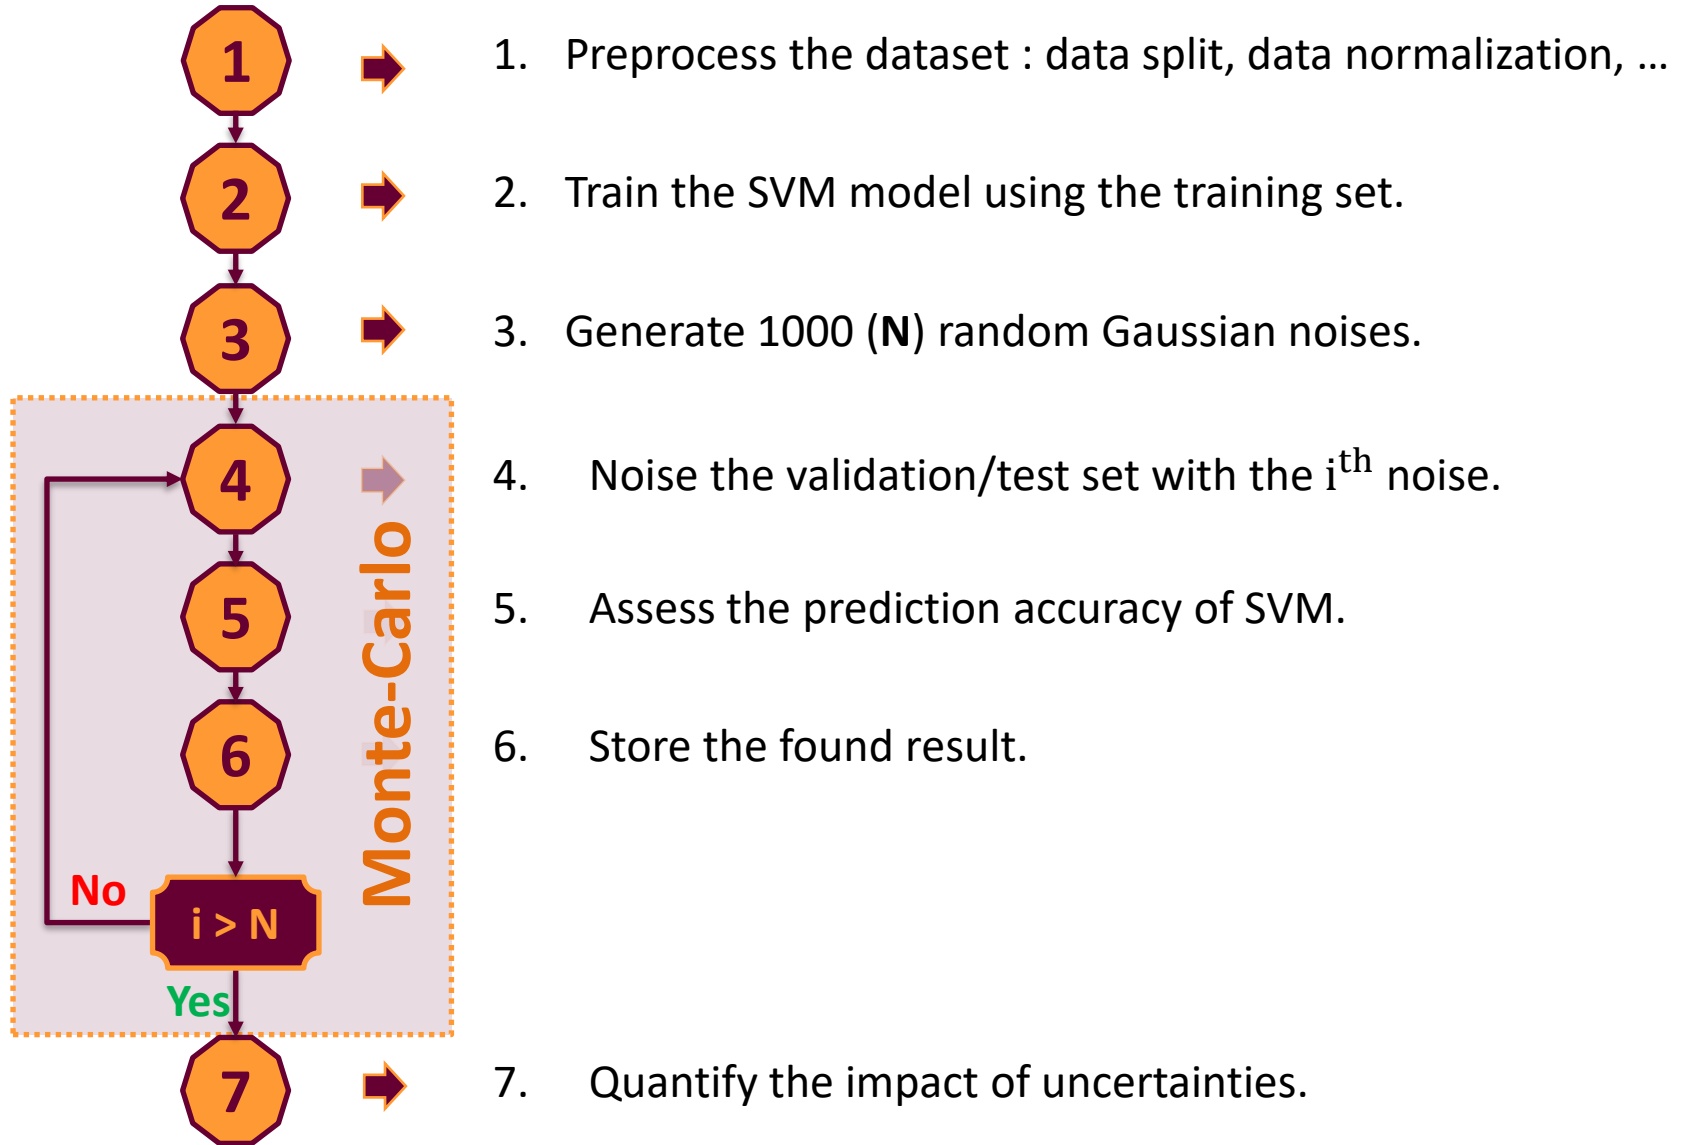 1
1. Preprocess the dataset : data split, data normalization, ...
2
2. Train the SVM model using the training set.
3
3. Generate 1000 (N) random Gaussian noises.
4
4. Noise the validation/test set with the iᵗʰ noise.
5
5. Assess the prediction accuracy of SVM.
6
6. Store the found result.
Monte-Carlo
No
i > N
Yes
7
7. Quantify the impact of uncertainties.